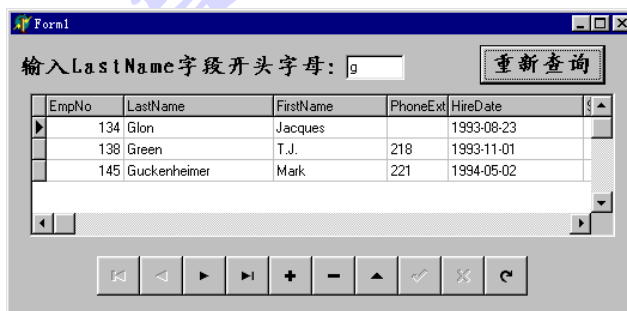 Form1
输入LastName字段开头字母: g 重新查询
EmpNo LastName FirstName PhoneExt HireDate
134 Glon Jacques 1993-08-23
138 Green T.J. 218 1993-11-01
145 Guckenheimer Mark 221 1994-05-02